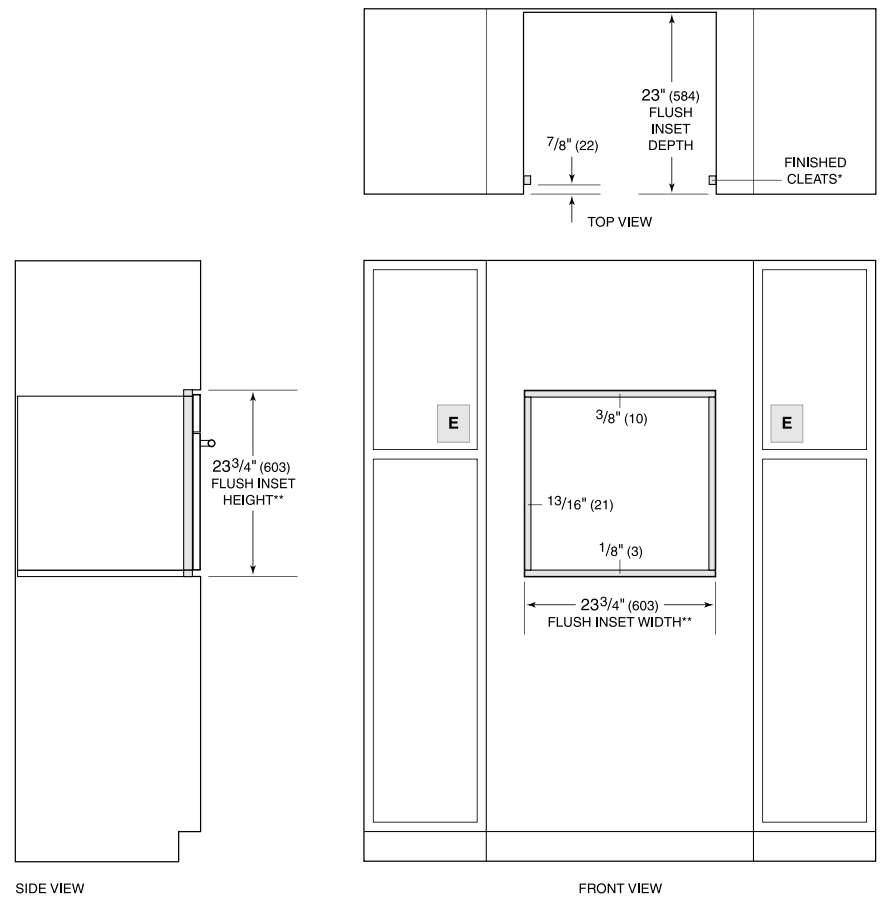 23" (584)
FLUSH
INSET
DEPTH
7/8" (22)
FINISHED
CLEATS*
TOP VIEW
E
3/8" (10)
E
23 3/4" (603)
FLUSH INSET
HEIGHT**
13/16" (21)
1/8" (3)
23 3/4" (603)
FLUSH INSET WIDTH**
SIDE VIEW
FRONT VIEW